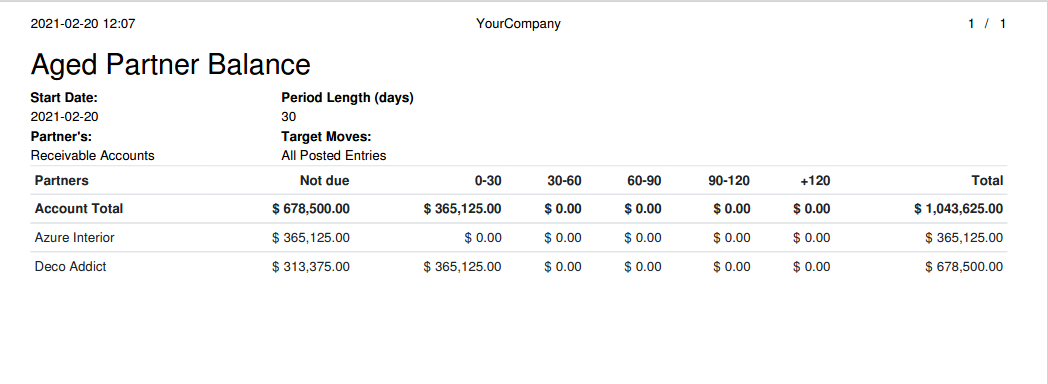 2021-02-20 12:07 YourCompany 1 / 1
Aged Partner Balance
Start Date: Period Length (days)
2021-02-20 30
Partner's: Target Moves:
Receivable Accounts All Posted Entries
Partners Not due 0-30 30-60 60-90 90-120 +120 Total
Account Total $ 678,500.00 $ 365,125.00 $ 0.00 $ 0.00 $ 0.00 $ 0.00 $ 1,043,625.00
Azure Interior $ 365,125.00 $ 0.00 $ 0.00 $ 0.00 $ 0.00 $ 0.00 $ 365,125.00
Deco Addict $ 313,375.00 $ 365,125.00 $ 0.00 $ 0.00 $ 0.00 $ 0.00 $ 678,500.00